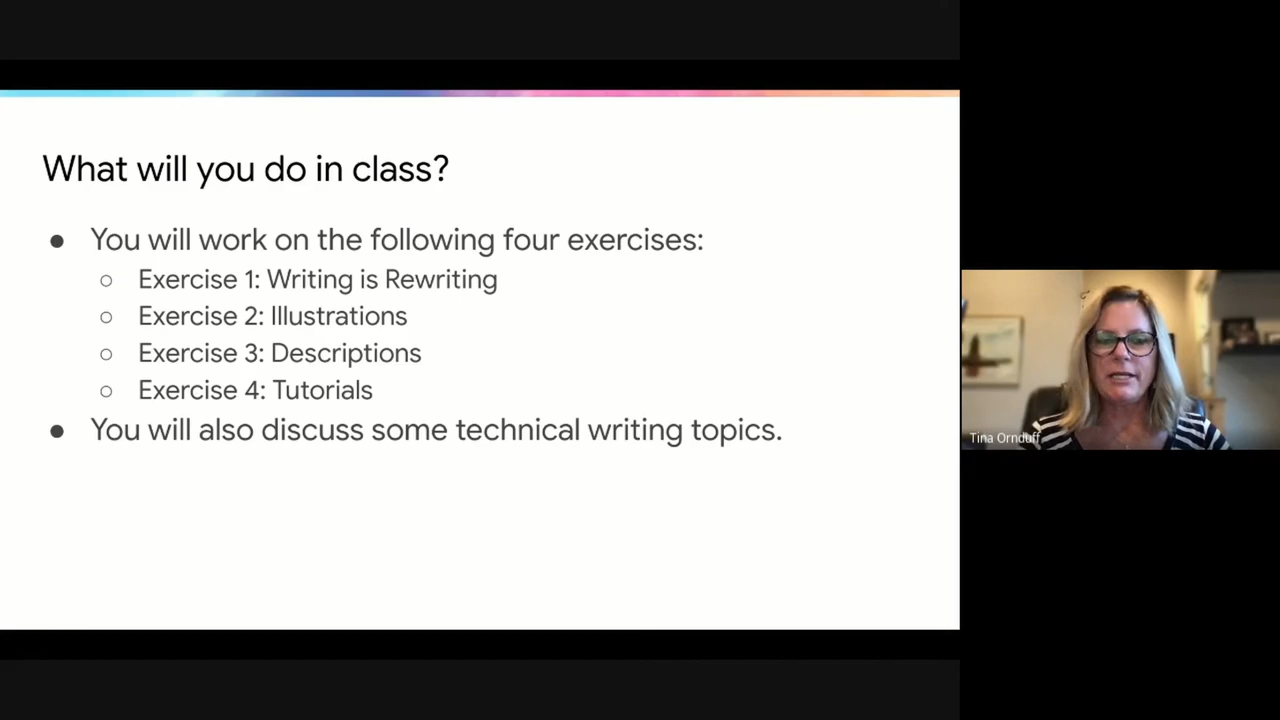 What will you do in class?
● You will work on the following four exercises:
○ Exercise 1: Writing is Rewriting
○ Exercise 2: Illustrations
○ Exercise 3: Descriptions
○ Exercise 4: Tutorials
● You will also discuss some technical writing topics.
Tina Ornduff